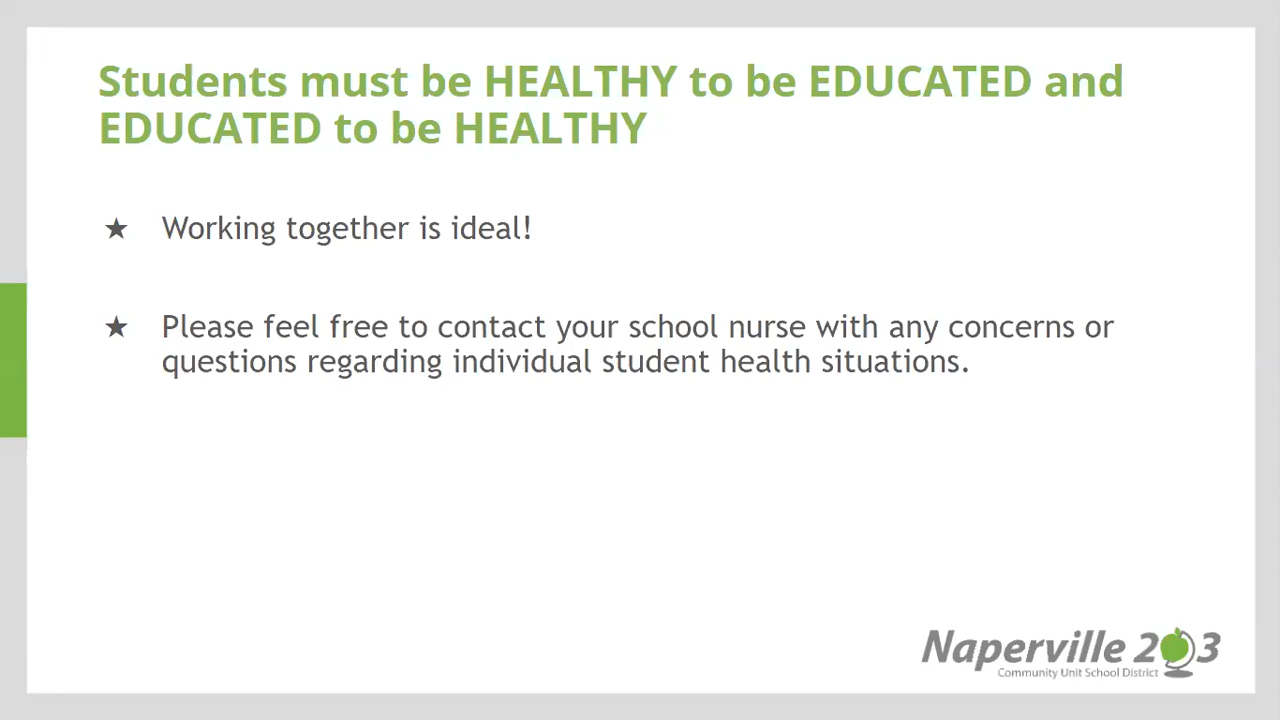 Students must be HEALTHY to be EDUCATED and
EDUCATED to be HEALTHY
★ Working together is ideal!
★ Please feel free to contact your school nurse with any concerns or
questions regarding individual student health situations.
Naperville 203
Community Unit School District